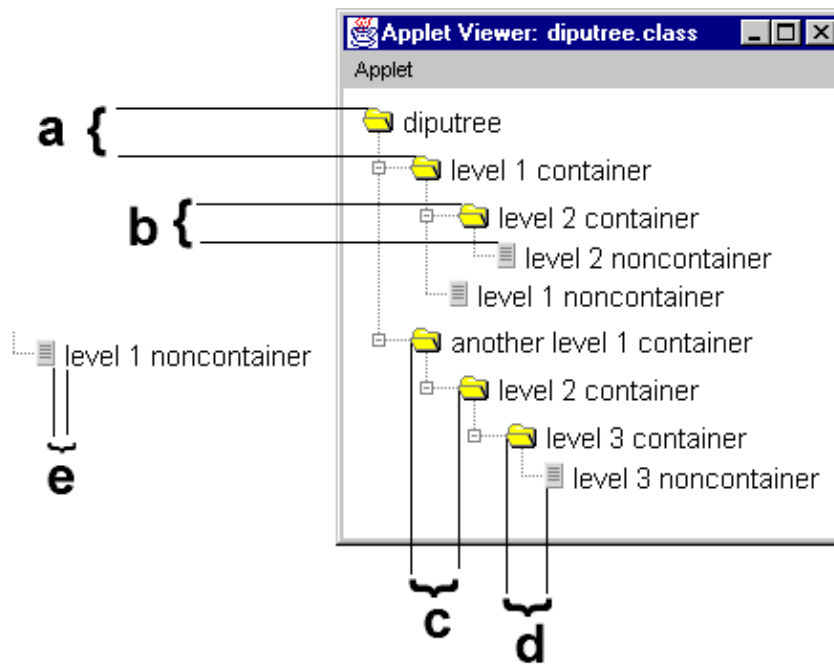 Applet Viewer: diputree.class
Applet
a {
diputree
level 1 container
b {
level 2 container
level 2 noncontainer
level 1 noncontainer
another level 1 container
level 1 noncontainer
level 2 container
e
level 3 container
level 3 noncontainer
c
d